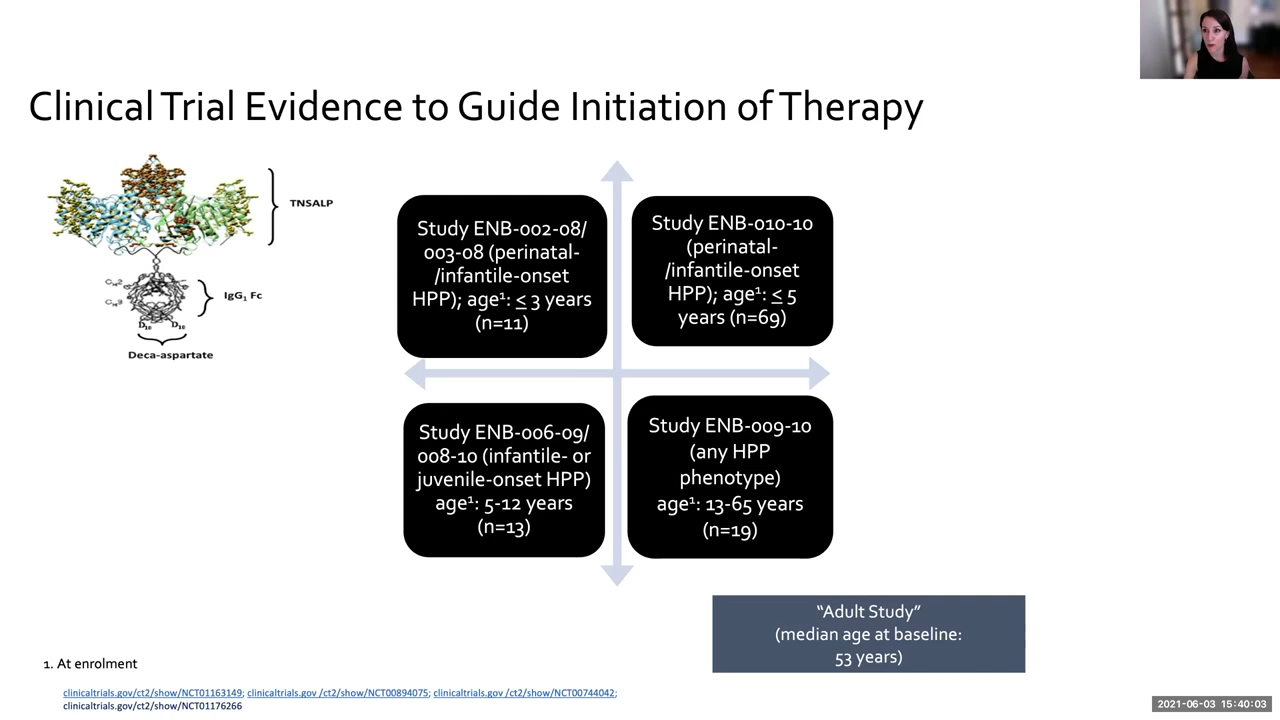 Clinical Trial Evidence to Guide Initiation of Therapy
TNSALP
CH2
CH3
IgG1 Fc
D10 D10
Deca-aspartate
Study ENB-002-08/
003-08 (perinatal-
/infantile-onset
HPP); age1: ≤ 3 years
(n=11)
Study ENB-010-10
(perinatal-
/infantile-onset
HPP); age1: ≤ 5
years (n=69)
Study ENB-006-09/
008-10 (infantile- or
juvenile-onset HPP)
age1: 5-12 years
(n=13)
Study ENB-009-10
(any HPP
phenotype)
age1: 13-65 years
(n=19)
“Adult Study”
(median age at baseline:
53 years)
1. At enrolment
clinicaltrials.gov/ct2/show/NCT01163149; clinicaltrials.gov /ct2/show/NCT00894075; clinicaltrials.gov /ct2/show/NCT00744042;
clinicaltrials.gov/ct2/show/NCT01176266
2021-06-03 15:40:03